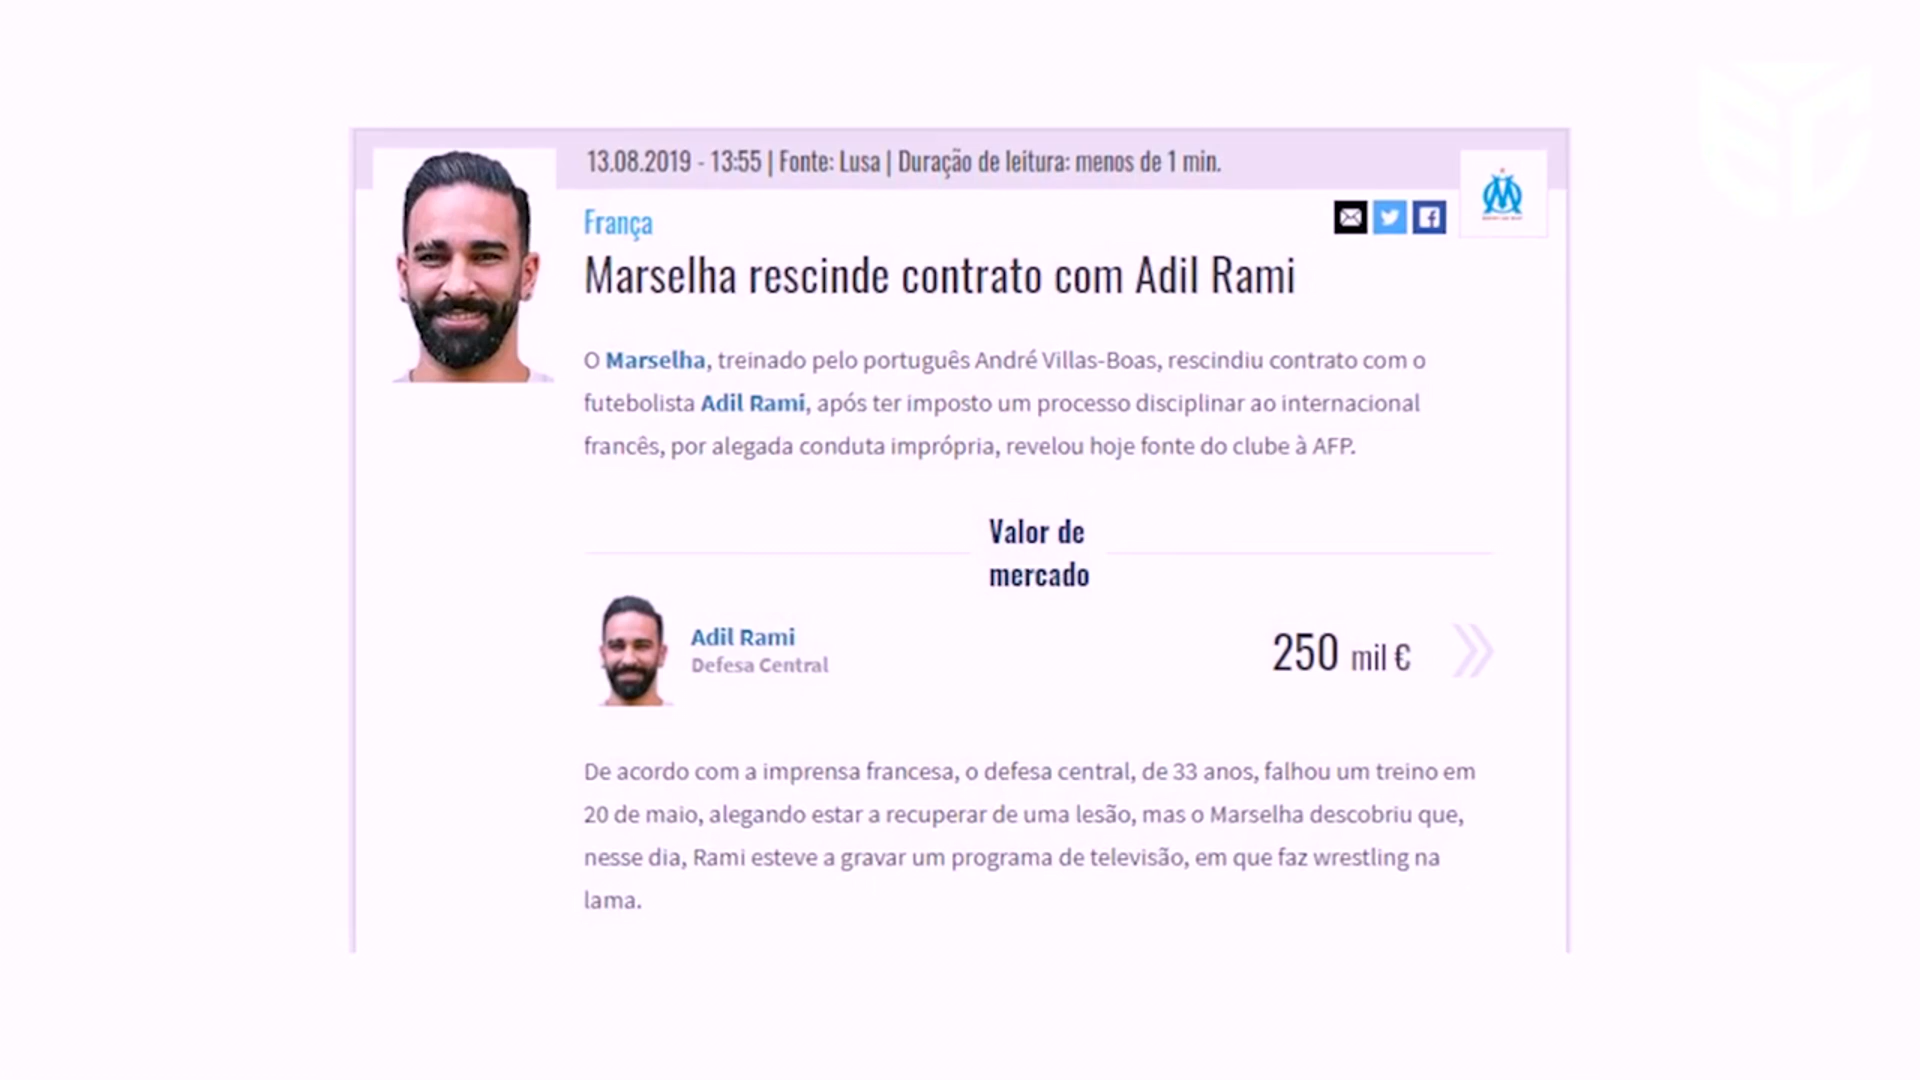 13.08.2019 - 13:55 | Fonte: Lusa | Duração de leitura: menos de 1 min.
França
Marselha rescinde contrato com Adil Rami
O Marselha, treinado pelo português André Villas-Boas, rescindiu contrato com o
futebolista Adil Rami, após ter imposto um processo disciplinar ao internacional
francês, por alegada conduta imprópria, revelou hoje fonte do clube à AFP.
Valor de
mercado
Adil Rami
Defesa Central
250 mil €
De acordo com a imprensa francesa, o defesa central, de 33 anos, falhou um treino em
20 de maio, alegando estar a recuperar de uma lesão, mas o Marselha descobriu que,
nesse dia, Rami esteve a gravar um programa de televisão, em que faz wrestling na
lama.